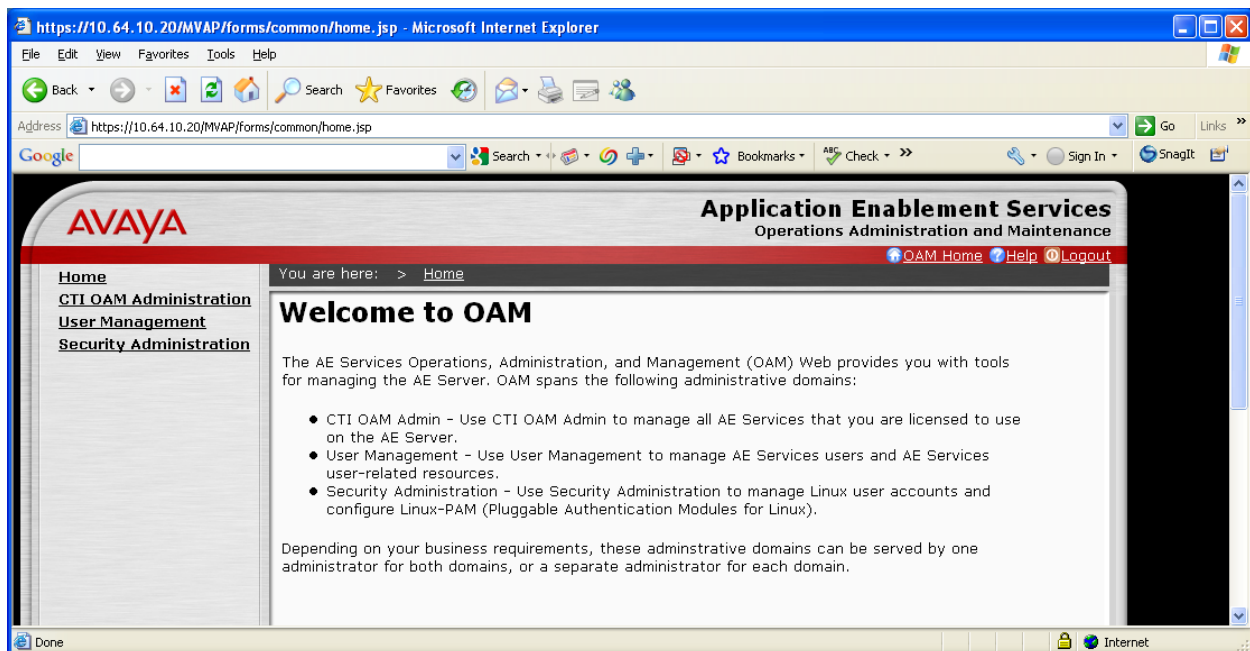 https://10.64.10.20/MVAP/forms/common/home.jsp - Microsoft Internet Explorer
File Edit View Favorites Tools Help
Back Search Favorites
Address https://10.64.10.20/MVAP/forms/common/home.jsp Go Links »
Google Search Bookmarks ABC Check » Sign In SnagIt
AVAYA
Application Enablement Services
Operations Administration and Maintenance
OAM Home Help Logout
Home
CTI OAM Administration
User Management
Security Administration
You are here: > Home
Welcome to OAM
The AE Services Operations, Administration, and Management (OAM) Web provides you with tools
for managing the AE Server. OAM spans the following administrative domains:
● CTI OAM Admin - Use CTI OAM Admin to manage all AE Services that you are licensed to use
on the AE Server.
● User Management - Use User Management to manage AE Services users and AE Services
user-related resources.
● Security Administration - Use Security Administration to manage Linux user accounts and
configure Linux-PAM (Pluggable Authentication Modules for Linux).
Depending on your business requirements, these adminstrative domains can be served by one
administrator for both domains, or a separate administrator for each domain.
Done Internet